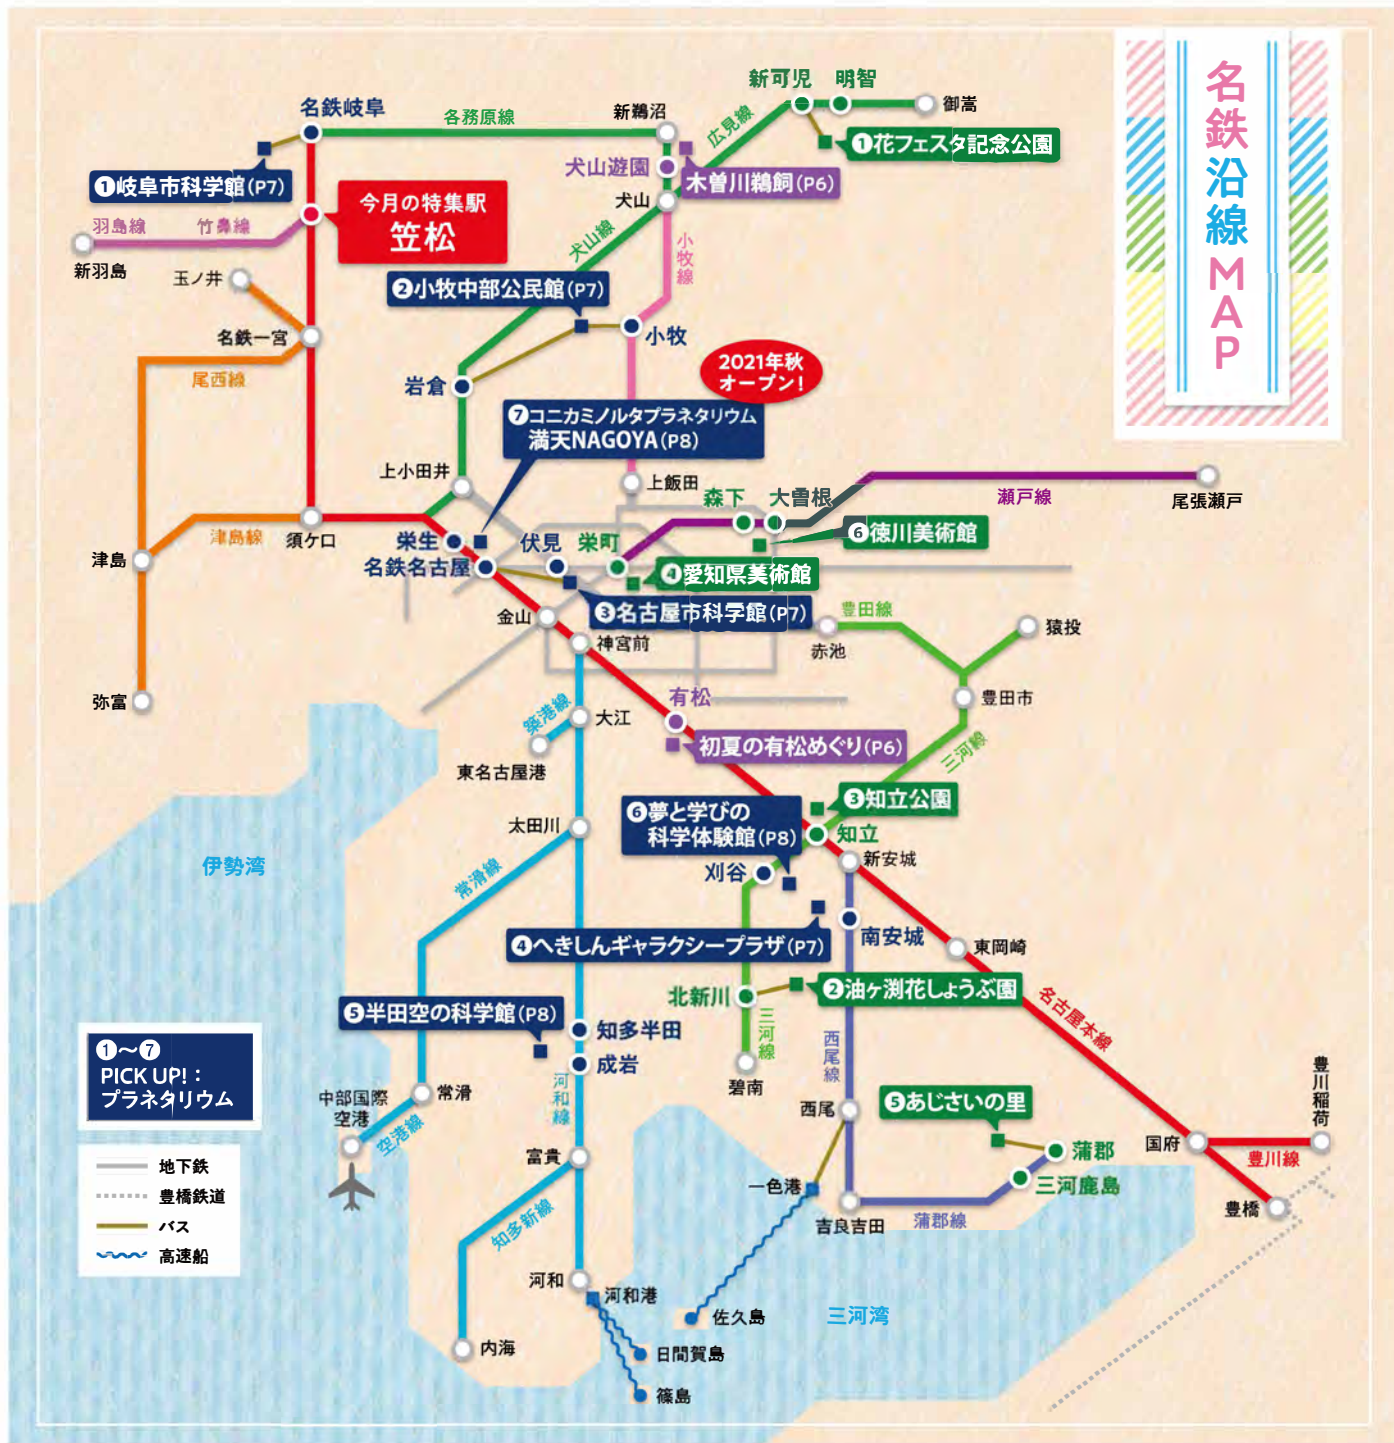 名鉄沿線MAP
新可児
明智
御嵩
名鉄岐阜
各務原線
新鵜沼
広見線
❶花フェスタ記念公園
犬山遊園
木曽川鵜飼(P6)
❶岐阜市科学館(P7)
今月の特集駅
笠松
犬山
羽島線
竹鼻線
新羽島
玉ノ井
犬山線
小牧線
❷小牧中部公民館(P7)
名鉄一宮
小牧
2021年秋
オープン!
尾西線
岩倉
❼コニカミノルタプラネタリウム
満天NAGOYA(P8)
上小田井
上飯田
森下
大曽根
瀬戸線
尾張瀬戸
津島線
須ケ口
栄生
伏見
栄町
❻徳川美術館
津島
名鉄名古屋
❹愛知県美術館
金山
❸名古屋市科学館(P7)
豊田線
赤池
猿投
神宮前
弥富
有松
豊田市
築港線
大江
初夏の有松めぐり(P6)
三河線
東名古屋港
❸知立公園
❻夢と学びの
科学体験館(P8)
太田川
知立
新安城
伊勢湾
常滑線
刈谷
南安城
❹へきしんギャラクシープラザ(P7)
東岡崎
北新川
❷油ヶ渕花しょうぶ園
❺半田空の科学館(P8)
知多半田
三河線
名古屋本線
❶〜❼
PICK UP!：
プラネタリウム
成岩
西尾線
河和線
碧南
中部国際
空港
常滑
空港線
西尾
❺あじさいの里
豊川稲荷
国府
豊川線
富貴
蒲郡
地下鉄
豊橋鉄道
バス
高速船
一色港
三河鹿島
豊橋
知多新線
吉良吉田
蒲郡線
河和
河和港
佐久島
三河湾
内海
日間賀島
篠島